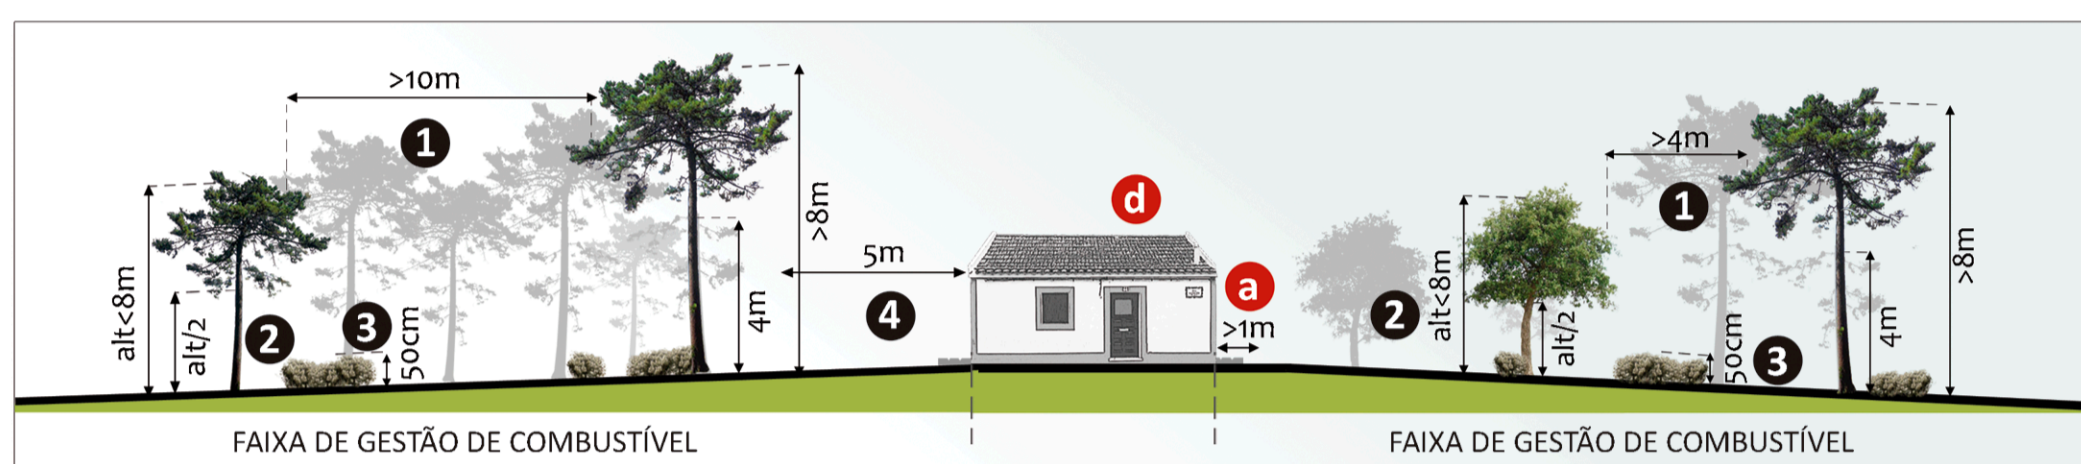 >10m
1
alt<8m
alt/2
2
3
50cm
4m
>8m
5m
4
d
a
>1m
2
alt<8m
alt/2
>4m
1
50cm
3
4m
>8m
FAIXA DE GESTÃO DE COMBUSTÍVEL
FAIXA DE GESTÃO DE COMBUSTÍVEL